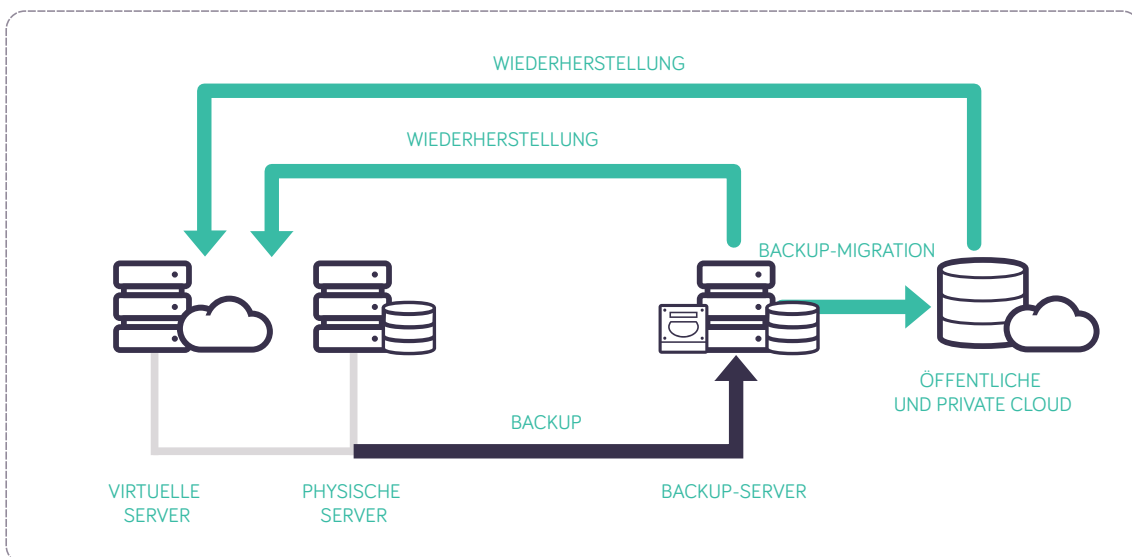 WIEDERHERSTELLUNG
WIEDERHERSTELLUNG
BACKUP-MIGRATION
ÖFFENTLICHE
UND PRIVATE CLOUD
BACKUP
VIRTUELLE
SERVER
PHYSISCHE
SERVER
BACKUP-SERVER